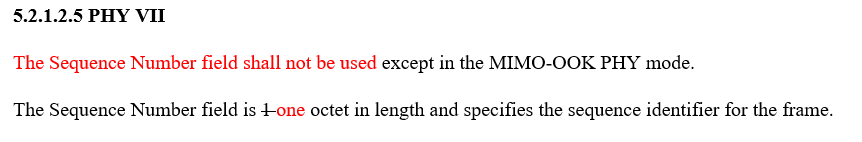 5.2.1.2.5 PHY VII
The Sequence Number field shall not be used except in the MIMO-OOK PHY mode.
The Sequence Number field is 1 one octet in length and specifies the sequence identifier for the frame.